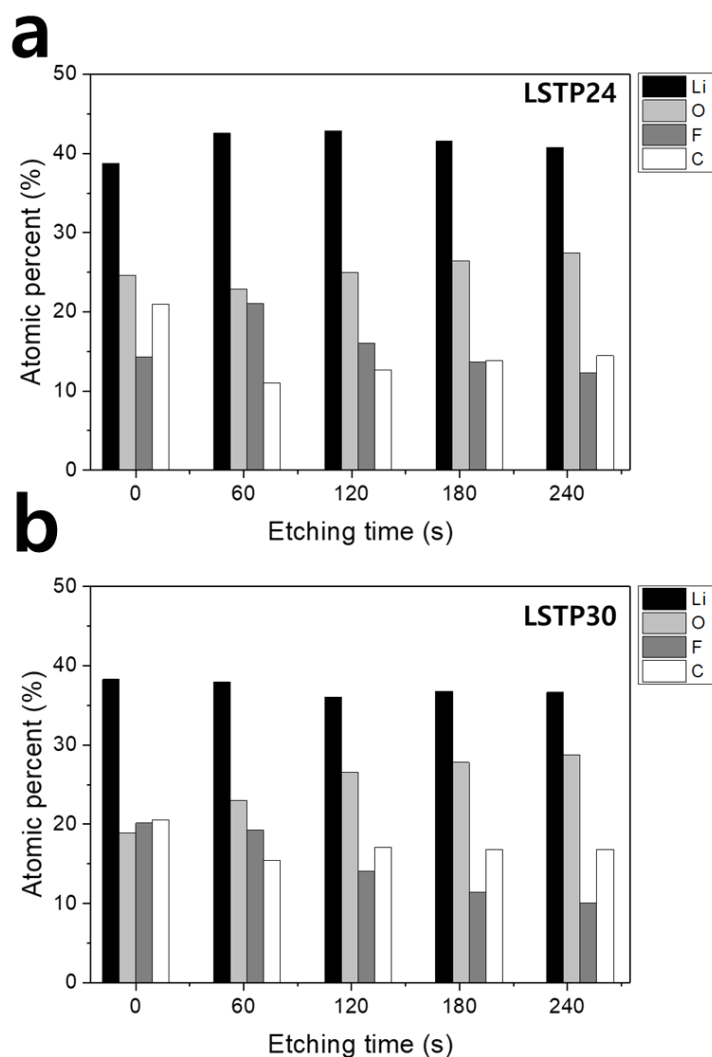 a
50
40
30
20
10
0
Atomic percent (%)
LSTP24
Li
O
F
C
0 60 120 180 240
Etching time (s)
b
50
40
30
20
10
0
Atomic percent (%)
LSTP30
Li
O
F
C
0 60 120 180 240
Etching time (s)